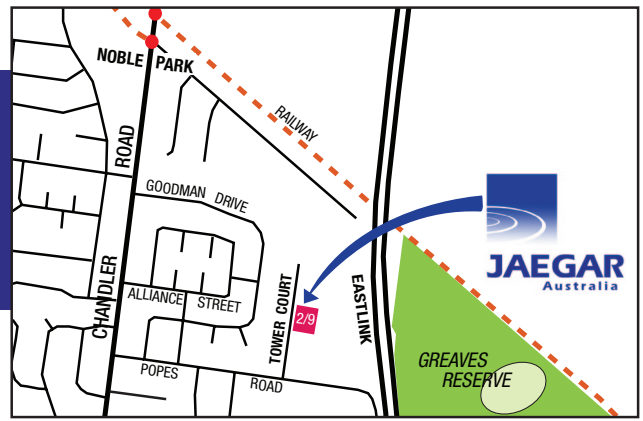 NOBLE PARK
RAILWAY
ROAD
GOODMAN DRIVE
CHANDLER
ALLIANCE STREET
TOWER COURT
2/9
EASTLINK
JAEGAR
Australia
POPES ROAD
GREAVES
RESERVE